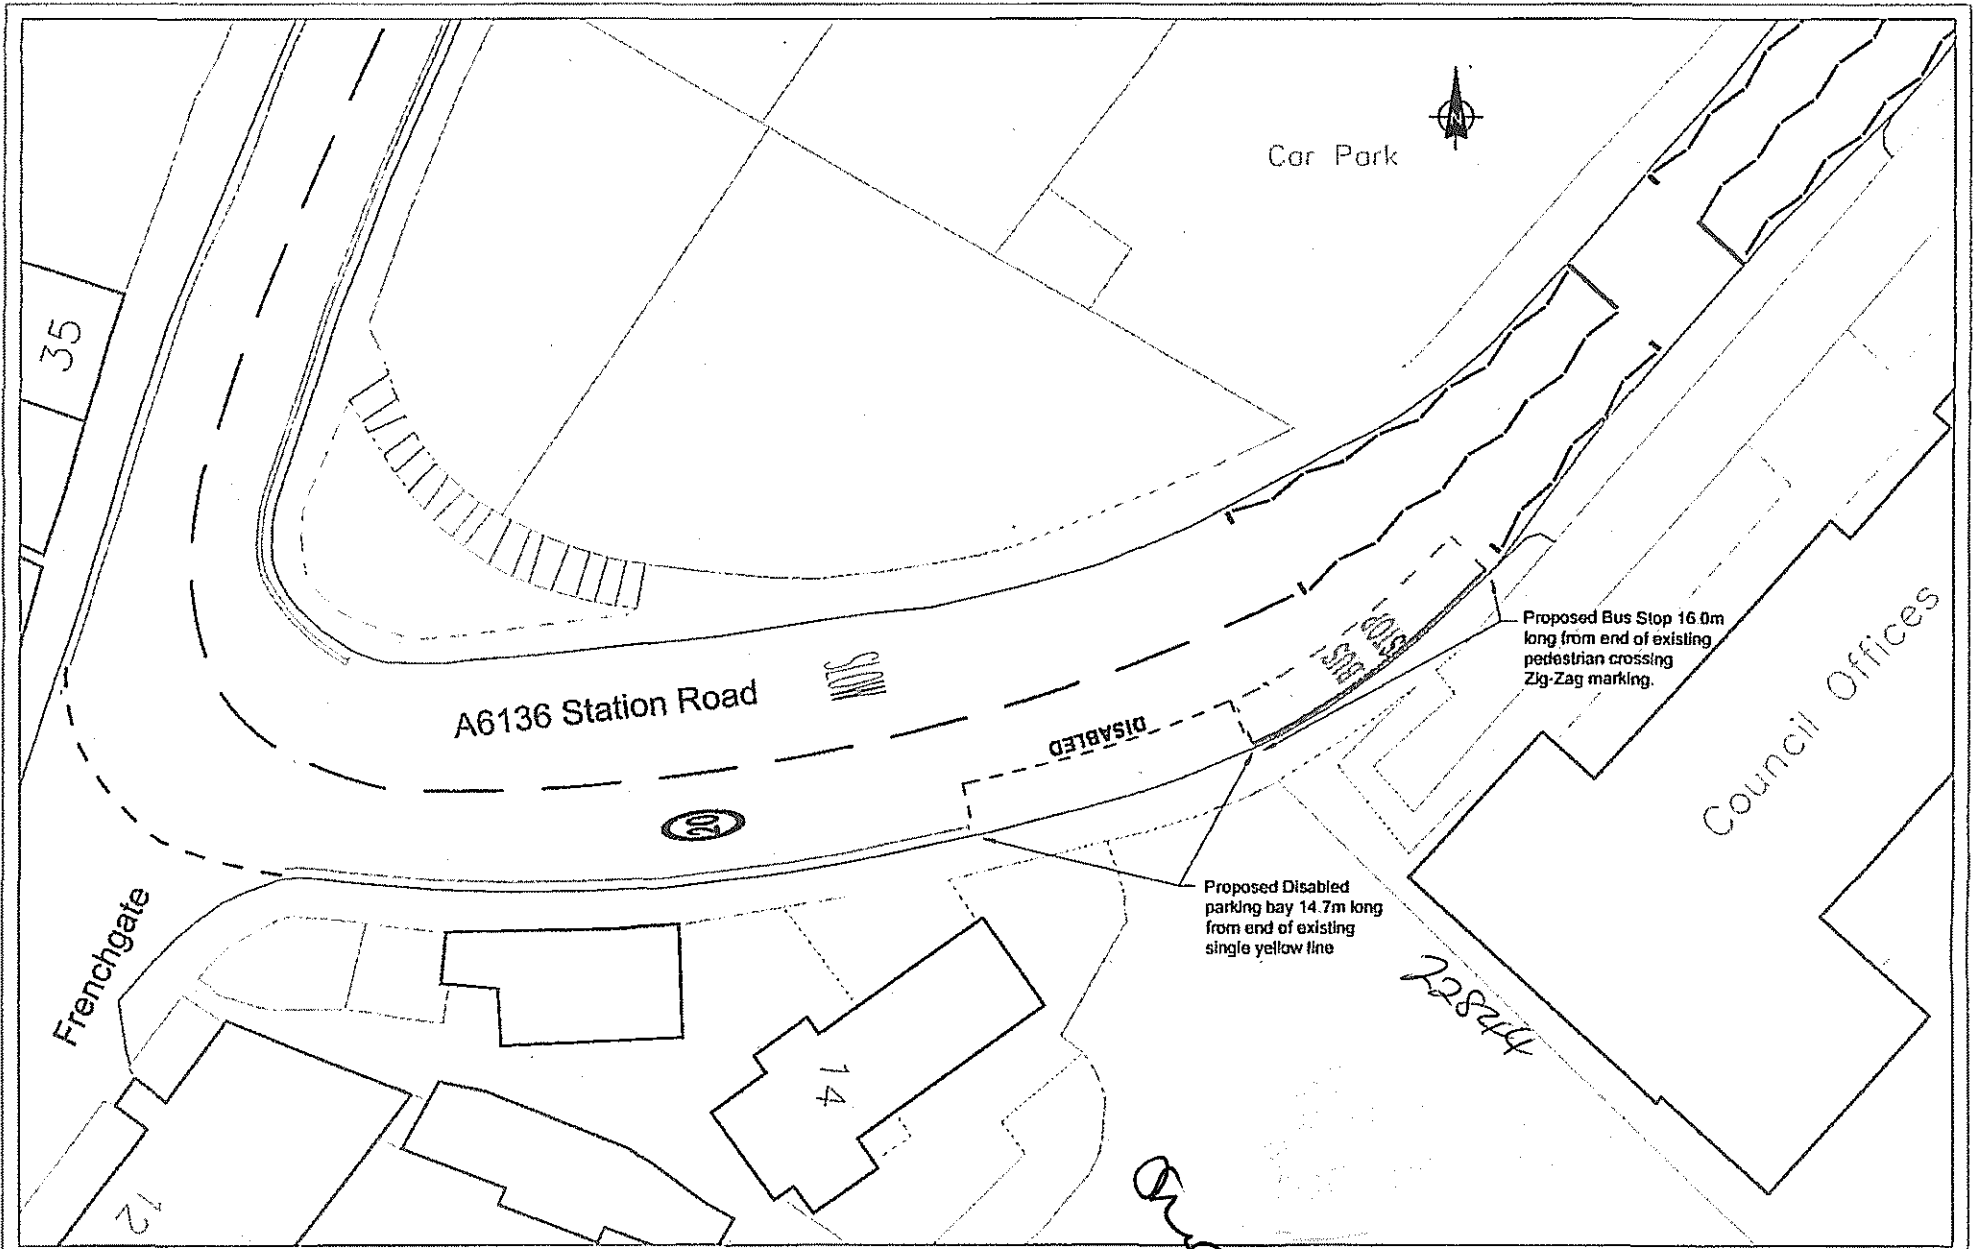 Car Park
N
35
Proposed Bus Stop 16.0m
long from end of existing
pedestrian crossing
Zig-Zag marking.
BUS
STOP
SLOW
A6136 Station Road
DISABLED
Council Offices
20
Proposed Disabled
parking bay 14.7m long
from end of existing
single yellow line
Frenchgate
22844
14
12